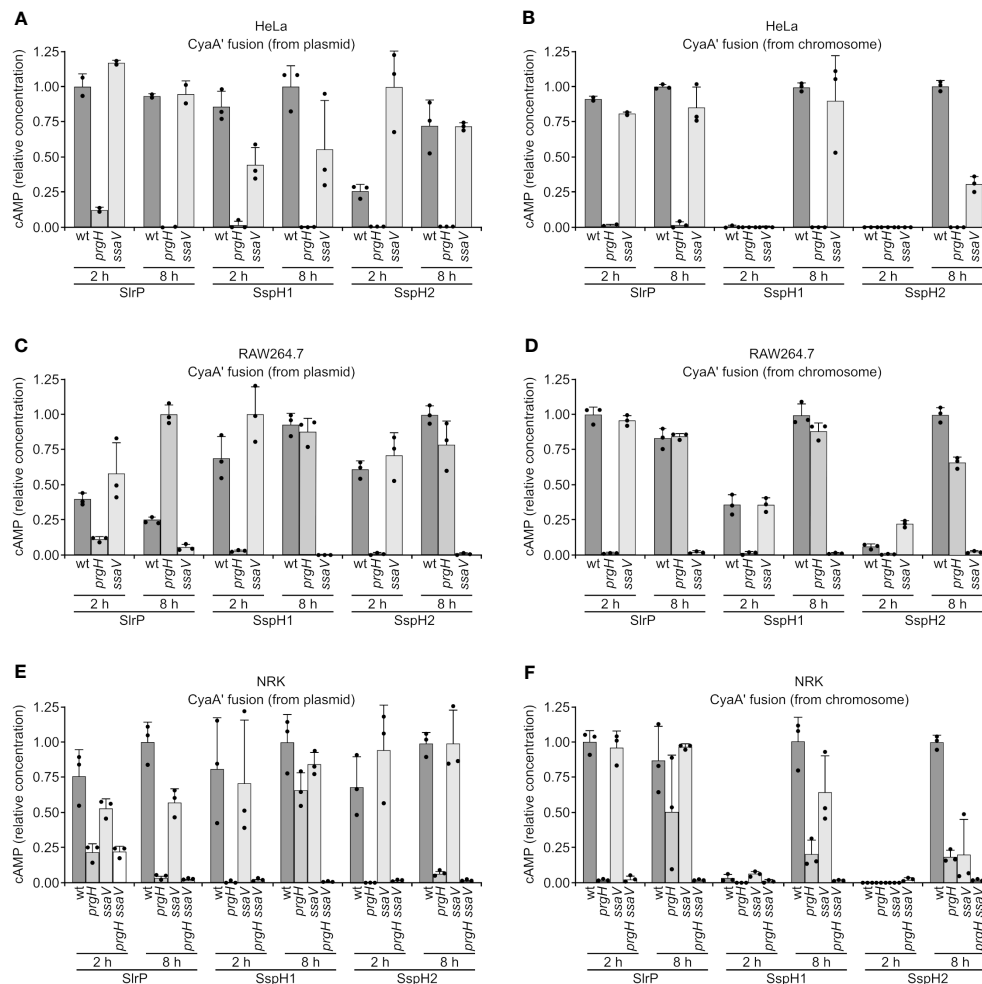 A
HeLa
CyaA' fusion (from plasmid)
cAMP (relative concentration)
1.25
1.00
0.75
0.50
0.25
0.00
wt prgH ssaV wt prgH ssaV wt prgH ssaV wt prgH ssaV wt prgH ssaV wt prgH ssaV
2 h 8 h 2 h 8 h 2 h 8 h
SlrP SspH1 SspH2
B
HeLa
CyaA' fusion (from chromosome)
cAMP (relative concentration)
1.25
1.00
0.75
0.50
0.25
0.00
wt prgH ssaV wt prgH ssaV wt prgH ssaV wt prgH ssaV wt prgH ssaV wt prgH ssaV
2 h 8 h 2 h 8 h 2 h 8 h
SlrP SspH1 SspH2
C
RAW264.7
CyaA' fusion (from plasmid)
cAMP (relative concentration)
1.25
1.00
0.75
0.50
0.25
0.00
wt prgH ssaV wt prgH ssaV wt prgH ssaV wt prgH ssaV wt prgH ssaV wt prgH ssaV
2 h 8 h 2 h 8 h 2 h 8 h
SlrP SspH1 SspH2
D
RAW264.7
CyaA' fusion (from chromosome)
cAMP (relative concentration)
1.25
1.00
0.75
0.50
0.25
0.00
wt prgH ssaV wt prgH ssaV wt prgH ssaV wt prgH ssaV wt prgH ssaV wt prgH ssaV
2 h 8 h 2 h 8 h 2 h 8 h
SlrP SspH1 SspH2
E
NRK
CyaA' fusion (from plasmid)
cAMP (relative concentration)
1.25
1.00
0.75
0.50
0.25
0.00
wt prgH ssaV prgH ssaV wt prgH ssaV prgH ssaV wt prgH ssaV prgH ssaV wt prgH ssaV prgH ssaV wt prgH ssaV prgH ssaV wt prgH ssaV prgH ssaV
2 h 8 h 2 h 8 h 2 h 8 h
SlrP SspH1 SspH2
F
NRK
CyaA' fusion (from chromosome)
cAMP (relative concentration)
1.25
1.00
0.75
0.50
0.25
0.00
wt prgH ssaV prgH ssaV wt prgH ssaV prgH ssaV wt prgH ssaV prgH ssaV wt prgH ssaV prgH ssaV wt prgH ssaV prgH ssaV wt prgH ssaV prgH ssaV
2 h 8 h 2 h 8 h 2 h 8 h
SlrP SspH1 SspH2